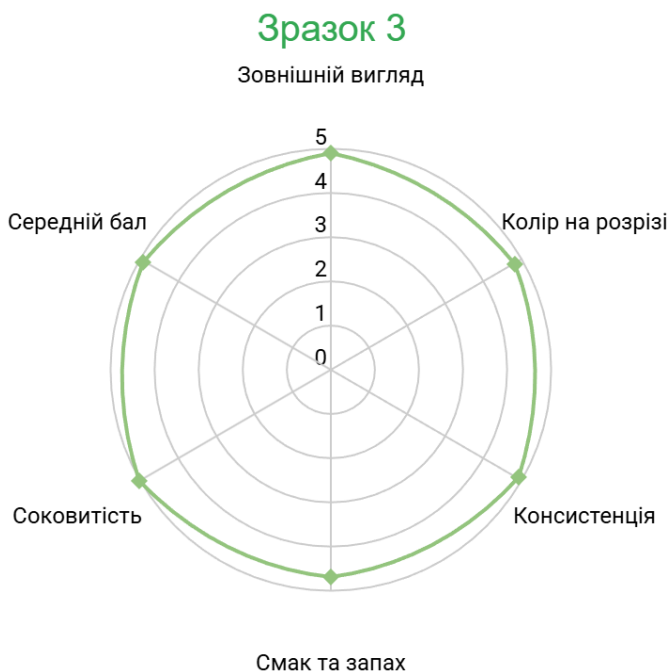 Зразок 3
Зовнішній вигляд
5
4
Середній бал
Колір на розрізі
3
2
1
0
Соковитість
Консистенція
Смак та запах